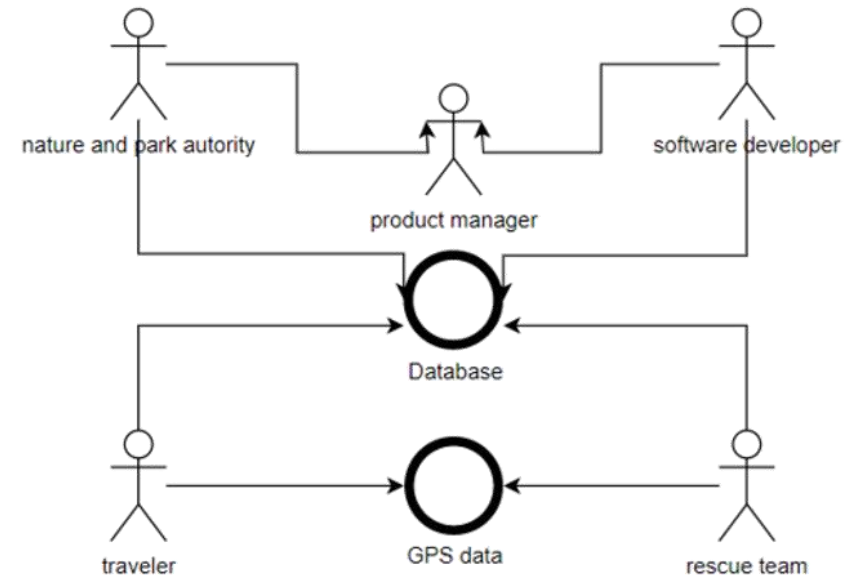 nature and park autority
software developer
product manager
Database
GPS data
traveler
rescue team